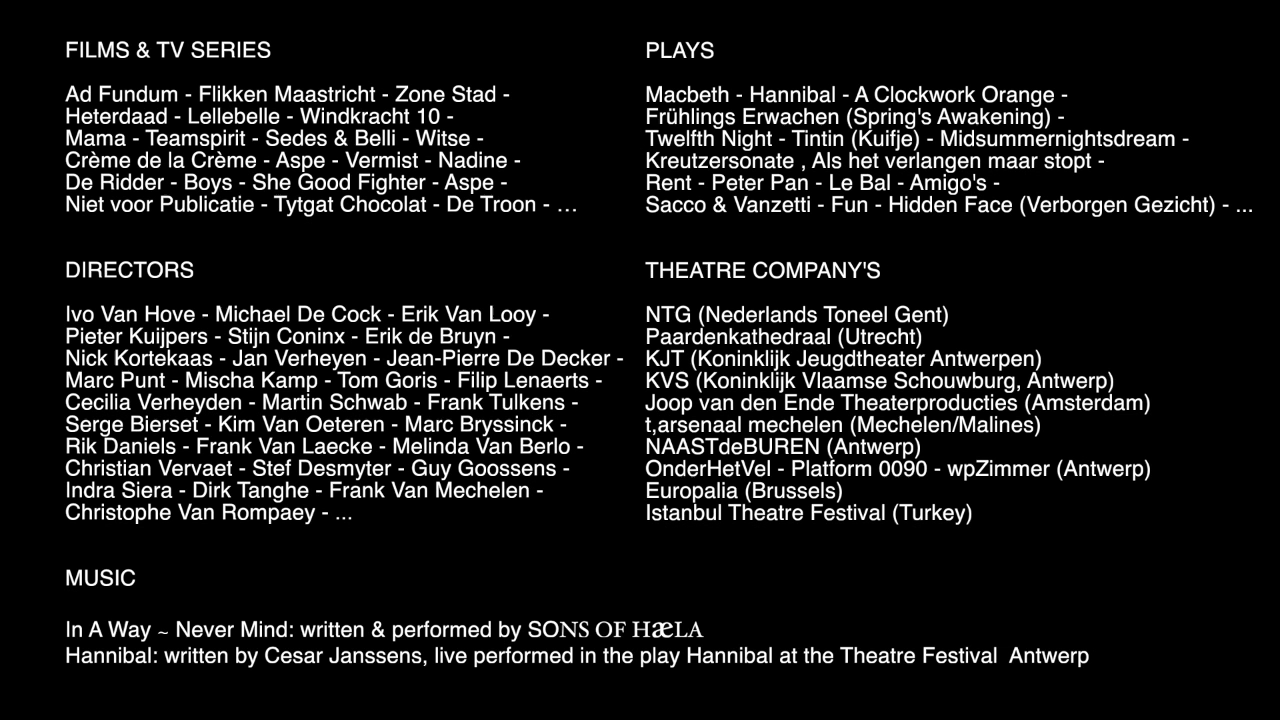 FILMS & TV SERIES
Ad Fundum - Flikken Maastricht - Zone Stad -
Heterdaad - Lellebelle - Windkracht 10 -
Mama - Teamspirit - Sedes & Belli - Witse -
Crème de la Crème - Aspe - Vermist - Nadine -
De Ridder - Boys - She Good Fighter - Aspe -
Niet voor Publicatie - Tytgat Chocolat - De Troon - …
PLAYS
Macbeth - Hannibal - A Clockwork Orange -
Frühlings Erwachen (Spring's Awakening) -
Twelfth Night - Tintin (Kuifje) - Midsummernightsdream -
Kreutzersonate , Als het verlangen maar stopt -
Rent - Peter Pan - Le Bal - Amigo's -
Sacco & Vanzetti - Fun - Hidden Face (Verborgen Gezicht) - ...
DIRECTORS
Ivo Van Hove - Michael De Cock - Erik Van Looy -
Pieter Kuijpers - Stijn Coninx - Erik de Bruyn -
Nick Kortekaas - Jan Verheyen - Jean-Pierre De Decker -
Marc Punt - Mischa Kamp - Tom Goris - Filip Lenaerts -
Cecilia Verheyden - Martin Schwab - Frank Tulkens -
Serge Bierset - Kim Van Oeteren - Marc Bryssinck -
Rik Daniels - Frank Van Laecke - Melinda Van Berlo -
Christian Vervaet - Stef Desmyter - Guy Goossens -
Indra Siera - Dirk Tanghe - Frank Van Mechelen -
Christophe Van Rompaey - ...
THEATRE COMPANY'S
NTG (Nederlands Toneel Gent)
Paardenkathedraal (Utrecht)
KJT (Koninklijk Jeugdtheater Antwerpen)
KVS (Koninklijk Vlaamse Schouwburg, Antwerp)
Joop van den Ende Theaterproducties (Amsterdam)
t,arsenaal mechelen (Mechelen/Malines)
NAASTdeBUREN (Antwerp)
OnderHetVel - Platform 0090 - wpZimmer (Antwerp)
Europalia (Brussels)
Istanbul Theatre Festival (Turkey)
MUSIC
In A Way ~ Never Mind: written & performed by SONS OF HæLA
Hannibal: written by Cesar Janssens, live performed in the play Hannibal at the Theatre Festival  Antwerp